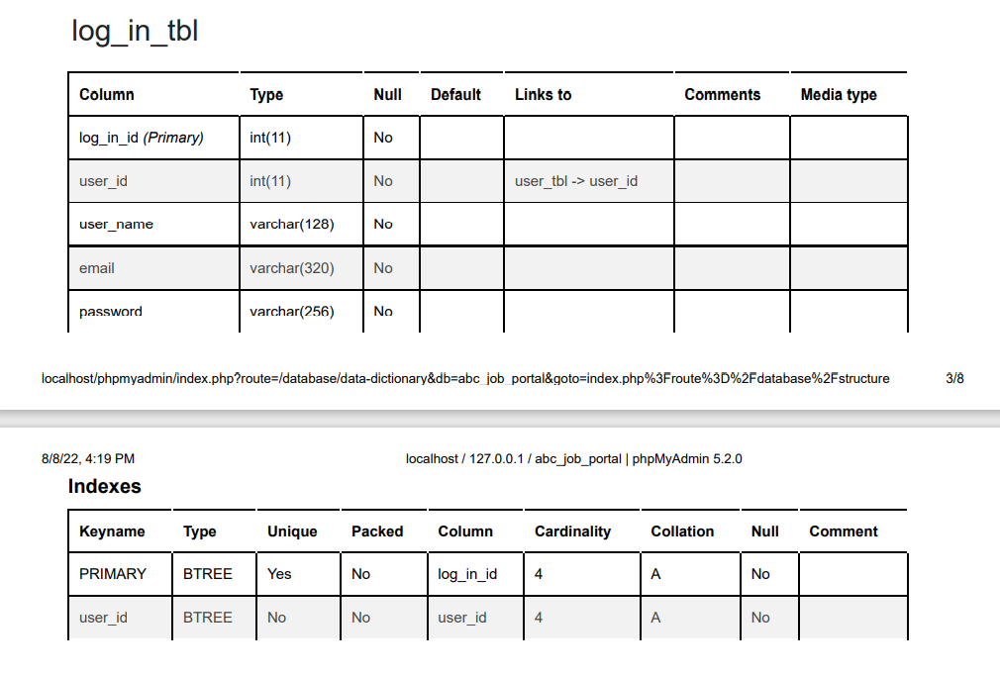 log_in_tbl
Column Type Null Default Links to Comments Media type
log_in_id (Primary) int(11) No
user_id int(11) No user_tbl -> user_id
user_name varchar(128) No
email varchar(320) No
password varchar(256) No
localhost/phpmyadmin/index.php?route=/database/data-dictionary&db=abc_job_portal&goto=index.php%3Froute%3D%2Fdatabase%2Fstructure 3/8
8/8/22, 4:19 PM localhost / 127.0.0.1 / abc_job_portal | phpMyAdmin 5.2.0
Indexes
Keyname Type Unique Packed Column Cardinality Collation Null Comment
PRIMARY BTREE Yes No log_in_id 4 A No
user_id BTREE No No user_id 4 A No